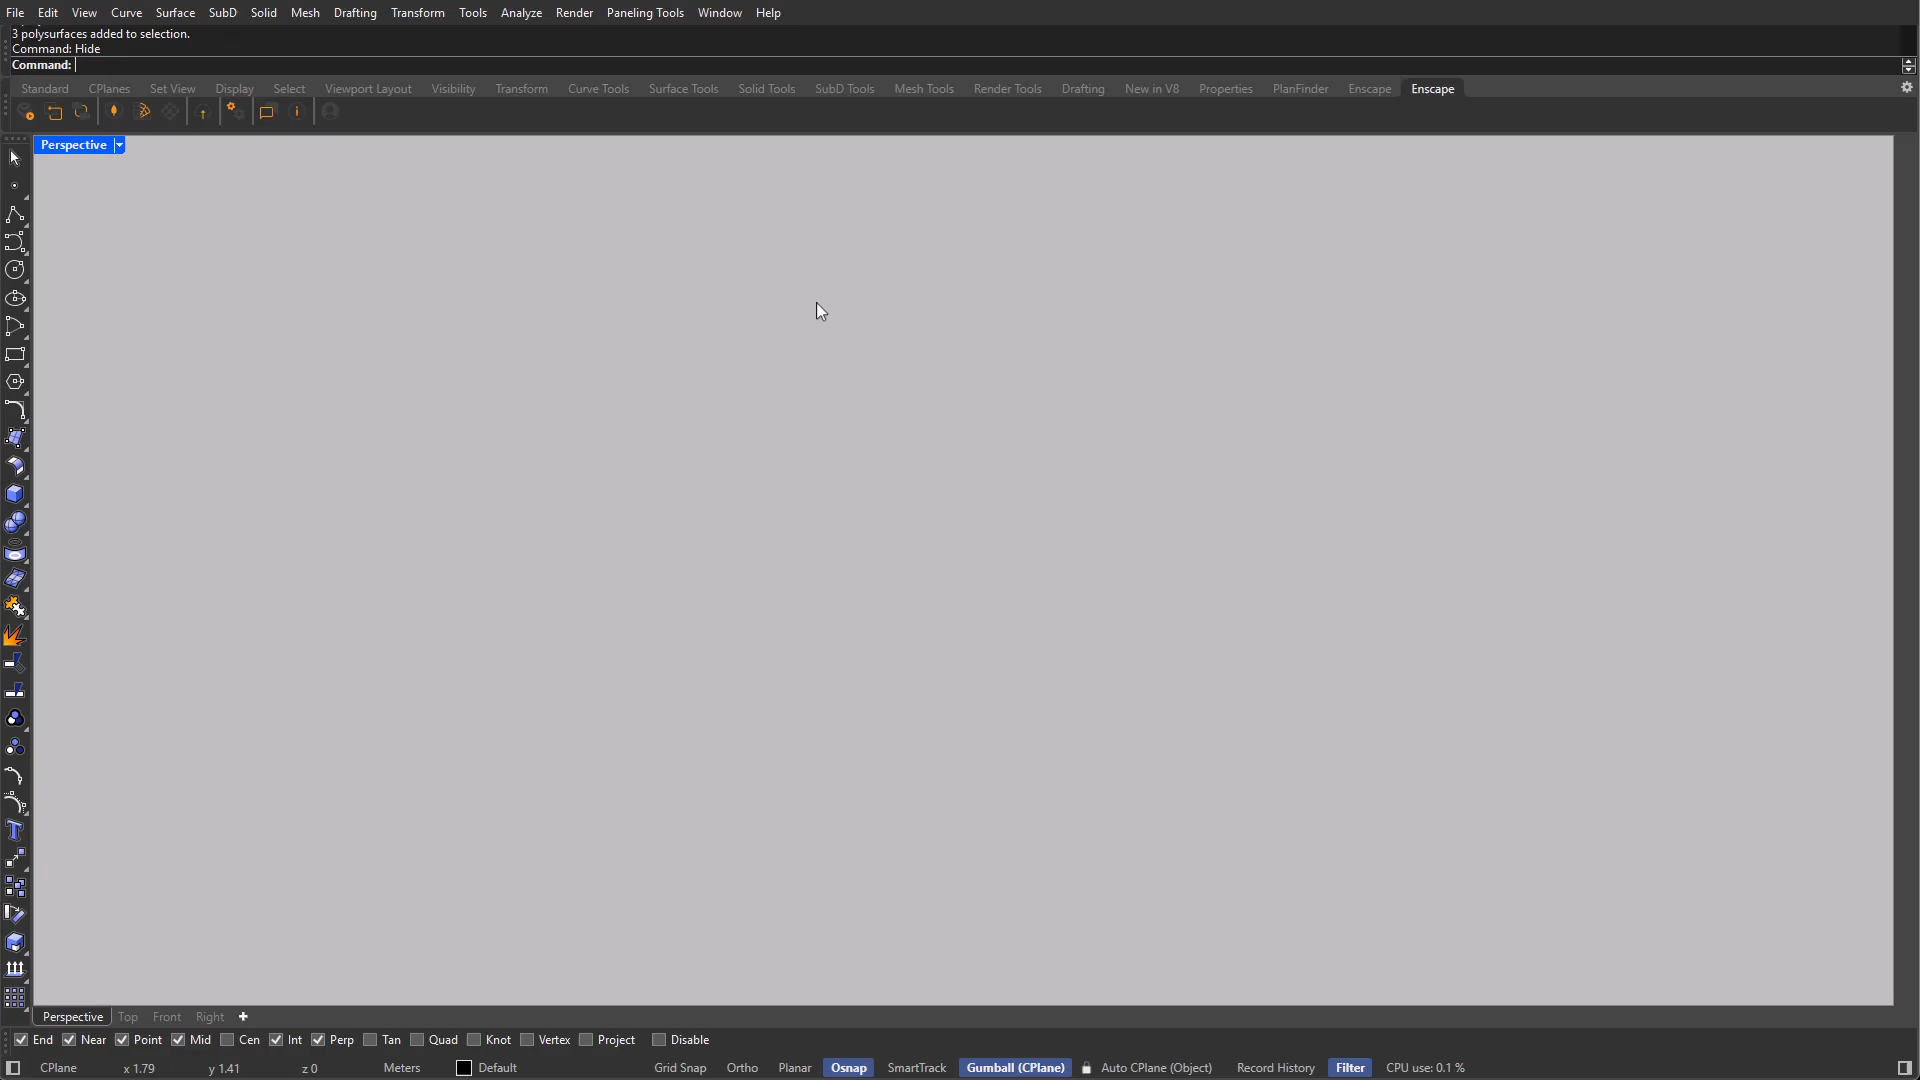 File Edit View Curve Surface SubD Solid Mesh Drafting Transform Tools Analyze Render Paneling Tools Window Help
3 polysurfaces added to selection.
Command: Hide
Command:
Standard CPlanes Set View Display Select Viewport Layout Visibility Transform Curve Tools Surface Tools Solid Tools SubD Tools Mesh Tools Render Tools Drafting New in V8 Properties PlanFinder Enscape Enscape
Perspective
Perspective Top Front Right
End Near Point Mid Cen Int Perp Tan Quad Knot Vertex Project Disable
CPlane x 1.79 y 1.41 z 0 Meters Default Grid Snap Ortho Planar Osnap SmartTrack Gumball (CPlane) Auto CPlane (Object) Record History Filter CPU use: 0.1 %